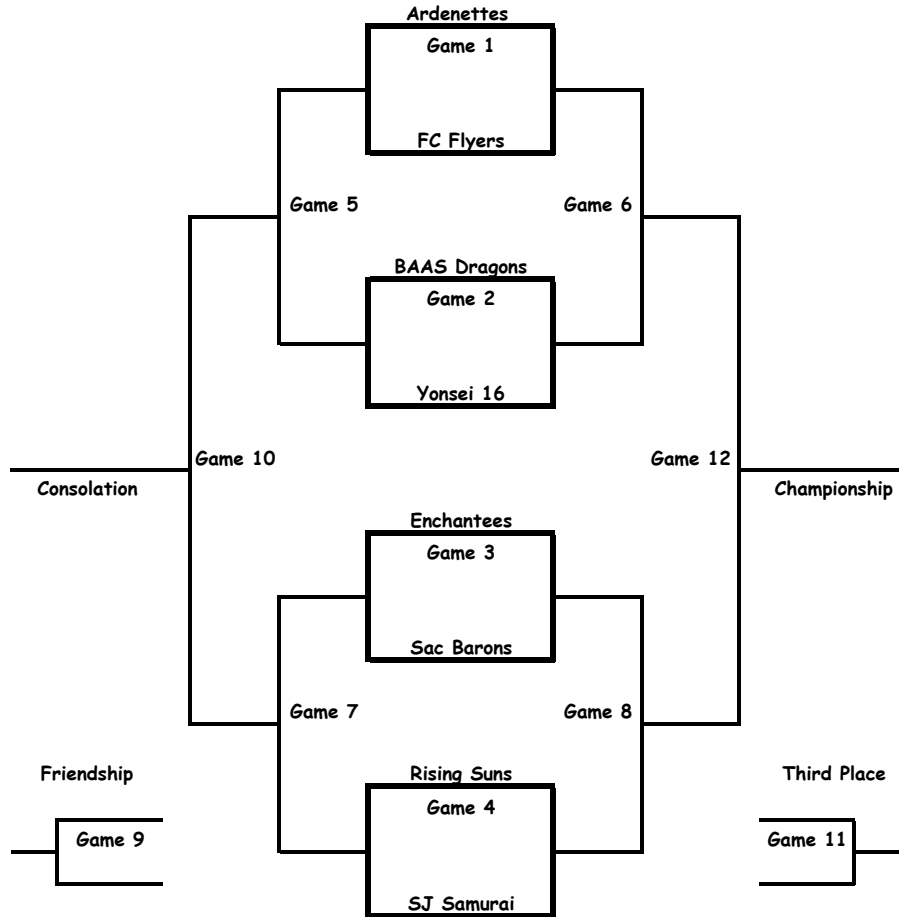 Ardenettes
Game 1
FC Flyers
Game 5
Game 6
BAAS Dragons
Game 2
Yonsei 16
Game 10
Game 12
Consolation
Championship
Enchantees
Game 3
Sac Barons
Game 7
Game 8
Friendship
Rising Suns
Third Place
Game 4
Game 9
Game 11
SJ Samurai